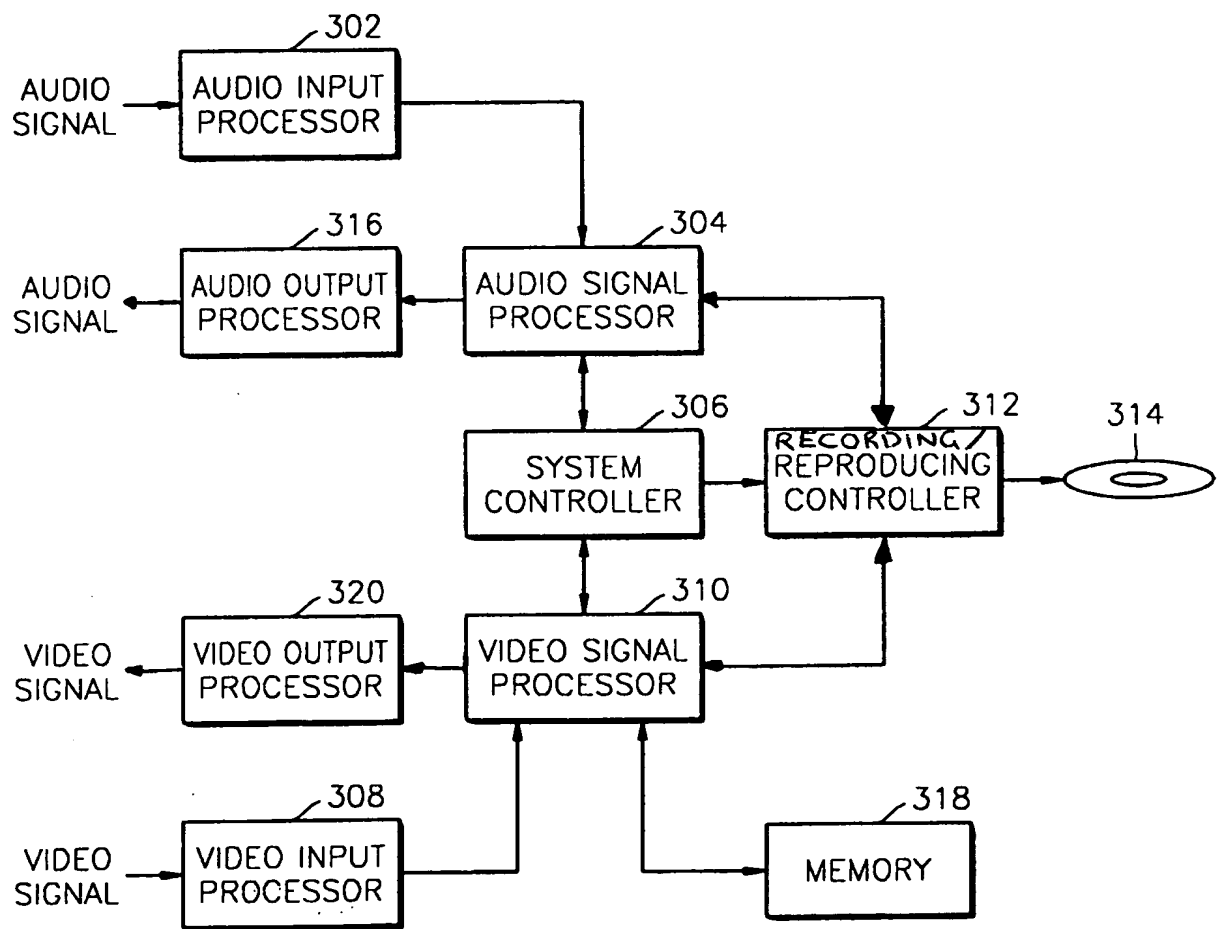 302
AUDIO
SIGNAL
AUDIO INPUT
PROCESSOR
316
304
AUDIO
SIGNAL
AUDIO OUTPUT
PROCESSOR
AUDIO SIGNAL
PROCESSOR
306
312
314
SYSTEM
CONTROLLER
RECORDING/
REPRODUCING
CONTROLLER
320
310
VIDEO
SIGNAL
VIDEO OUTPUT
PROCESSOR
VIDEO SIGNAL
PROCESSOR
308
318
VIDEO
SIGNAL
VIDEO INPUT
PROCESSOR
MEMORY